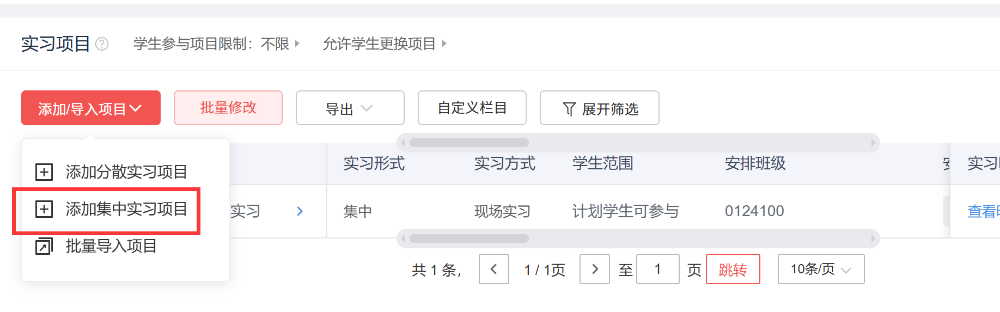 实习项目 学生参与项目限制：不限 允许学生更换项目
添加/导入项目 批量修改 导出 自定义栏目 展开筛选
添加分散实习项目
添加集中实习项目
批量导入项目
实习形式 实习方式 学生范围 安排班级 实习
实习 集中 现场实习 计划学生可参与 0124100 查看
共 1 条， 1 / 1页 至 1 页 跳转 10条/页